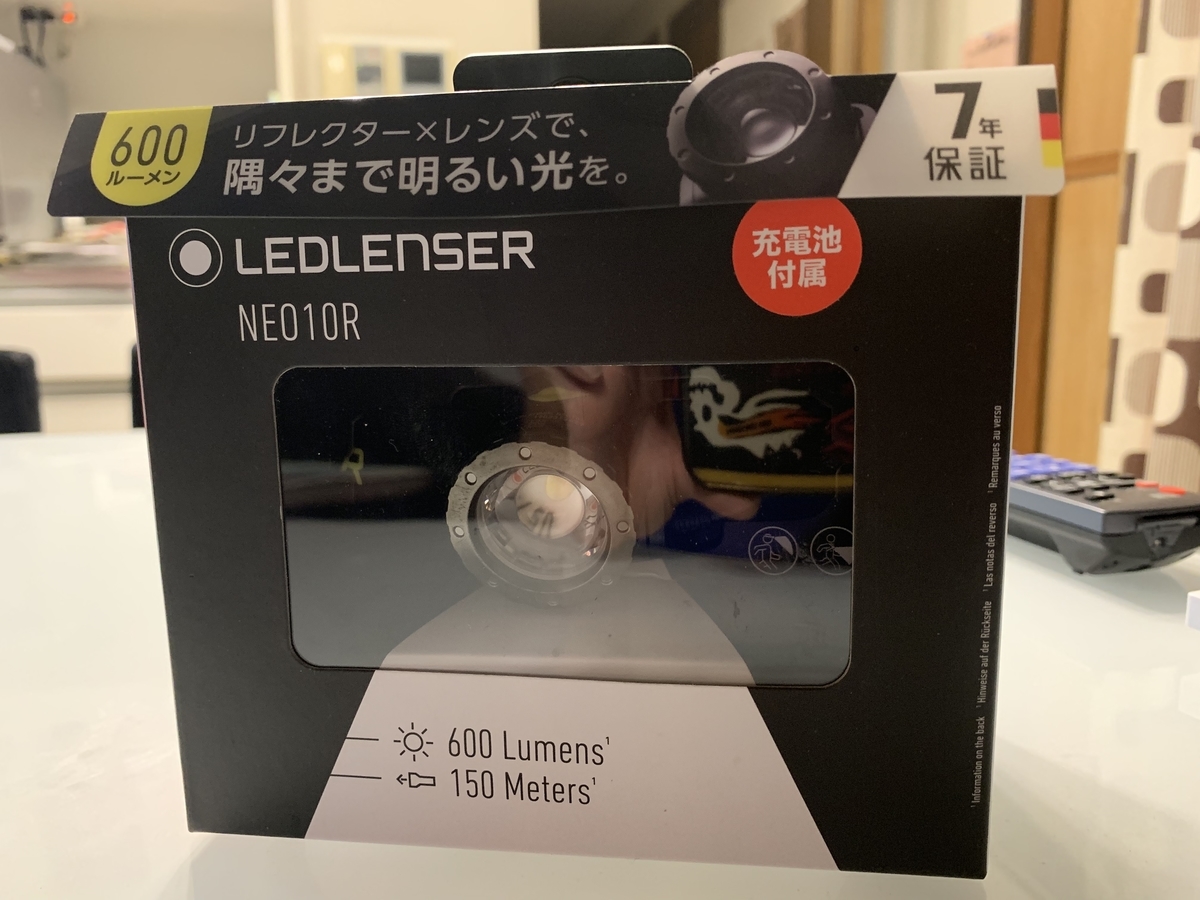 600
ルーメン
リフレクター×レンズで、
隅々まで明るい光を。
7年
保証
LEDLENSER
充電池
付属
NEO10R
600 Lumens¹
150 Meters¹
¹ Information on the back ¹ Hinweise auf der Rückseite ¹ Las notas del reverso ¹ Remarques au verso